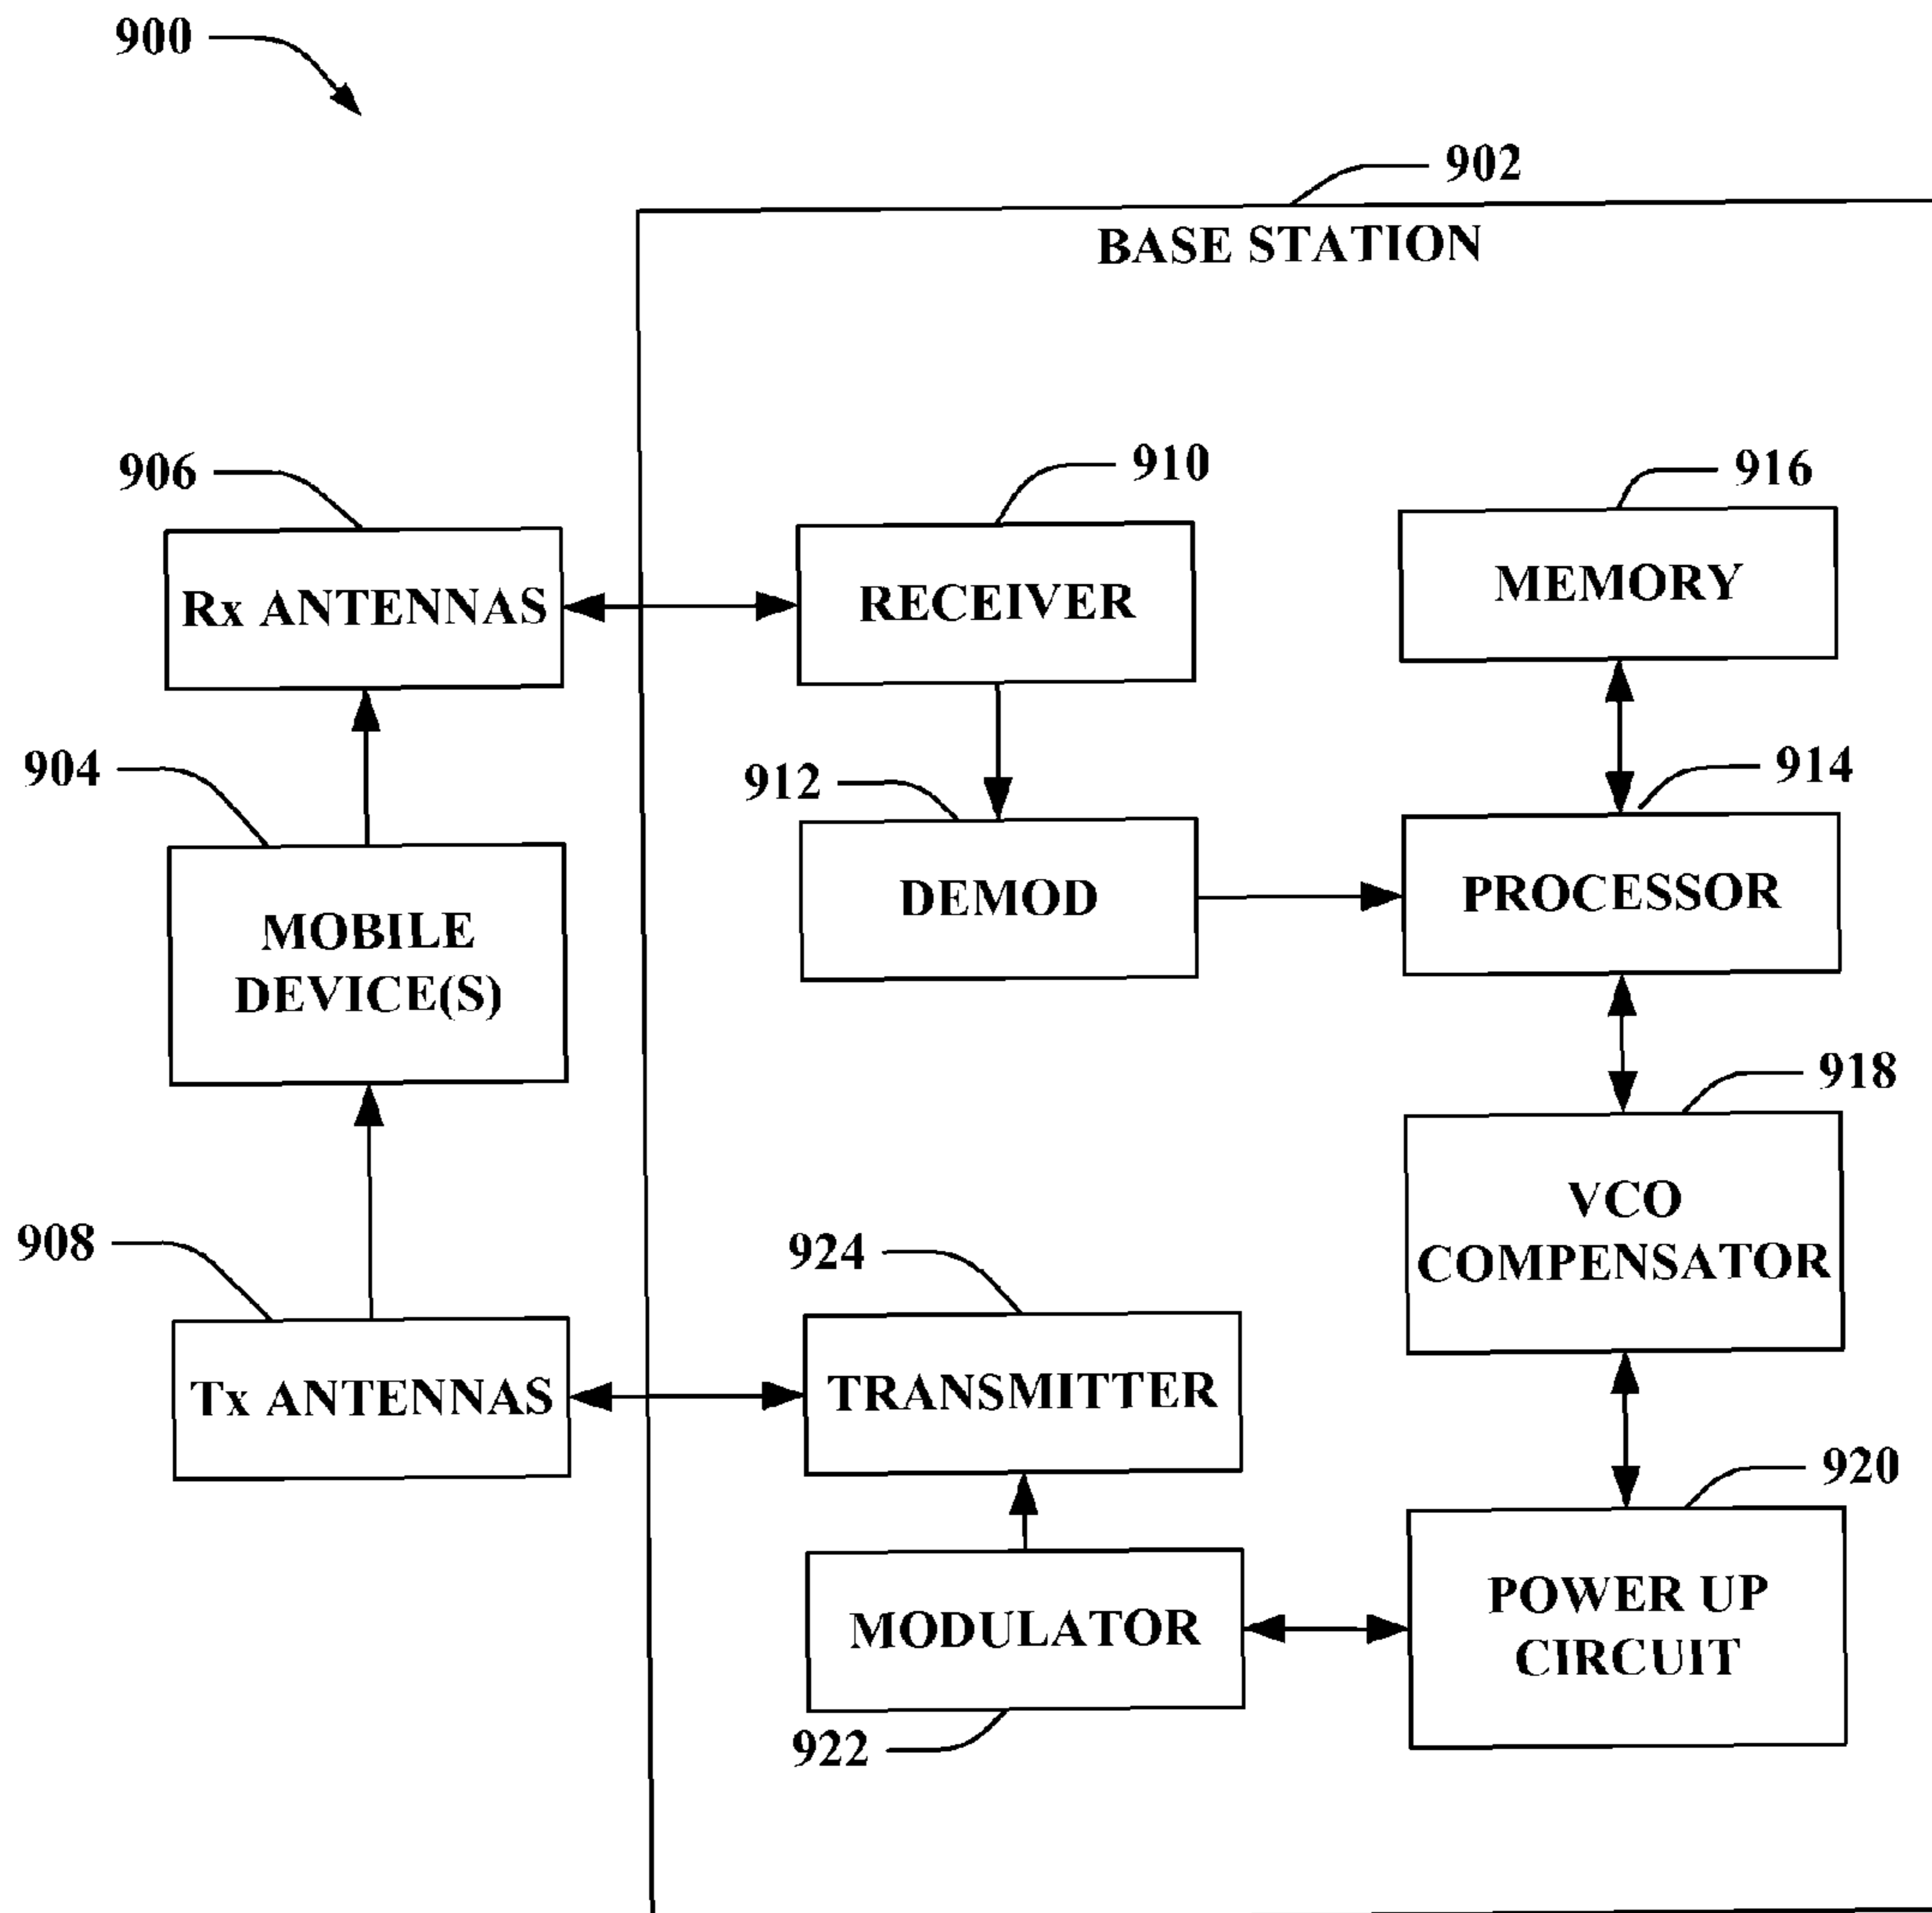 900
902
BASE STATION
906
910
916
Rx ANTENNAS
RECEIVER
MEMORY
904
912
914
MOBILE
DEVICE(S)
DEMOD
PROCESSOR
918
908
924
VCO
COMPENSATOR
Tx ANTENNAS
TRANSMITTER
920
MODULATOR
POWER UP
CIRCUIT
922